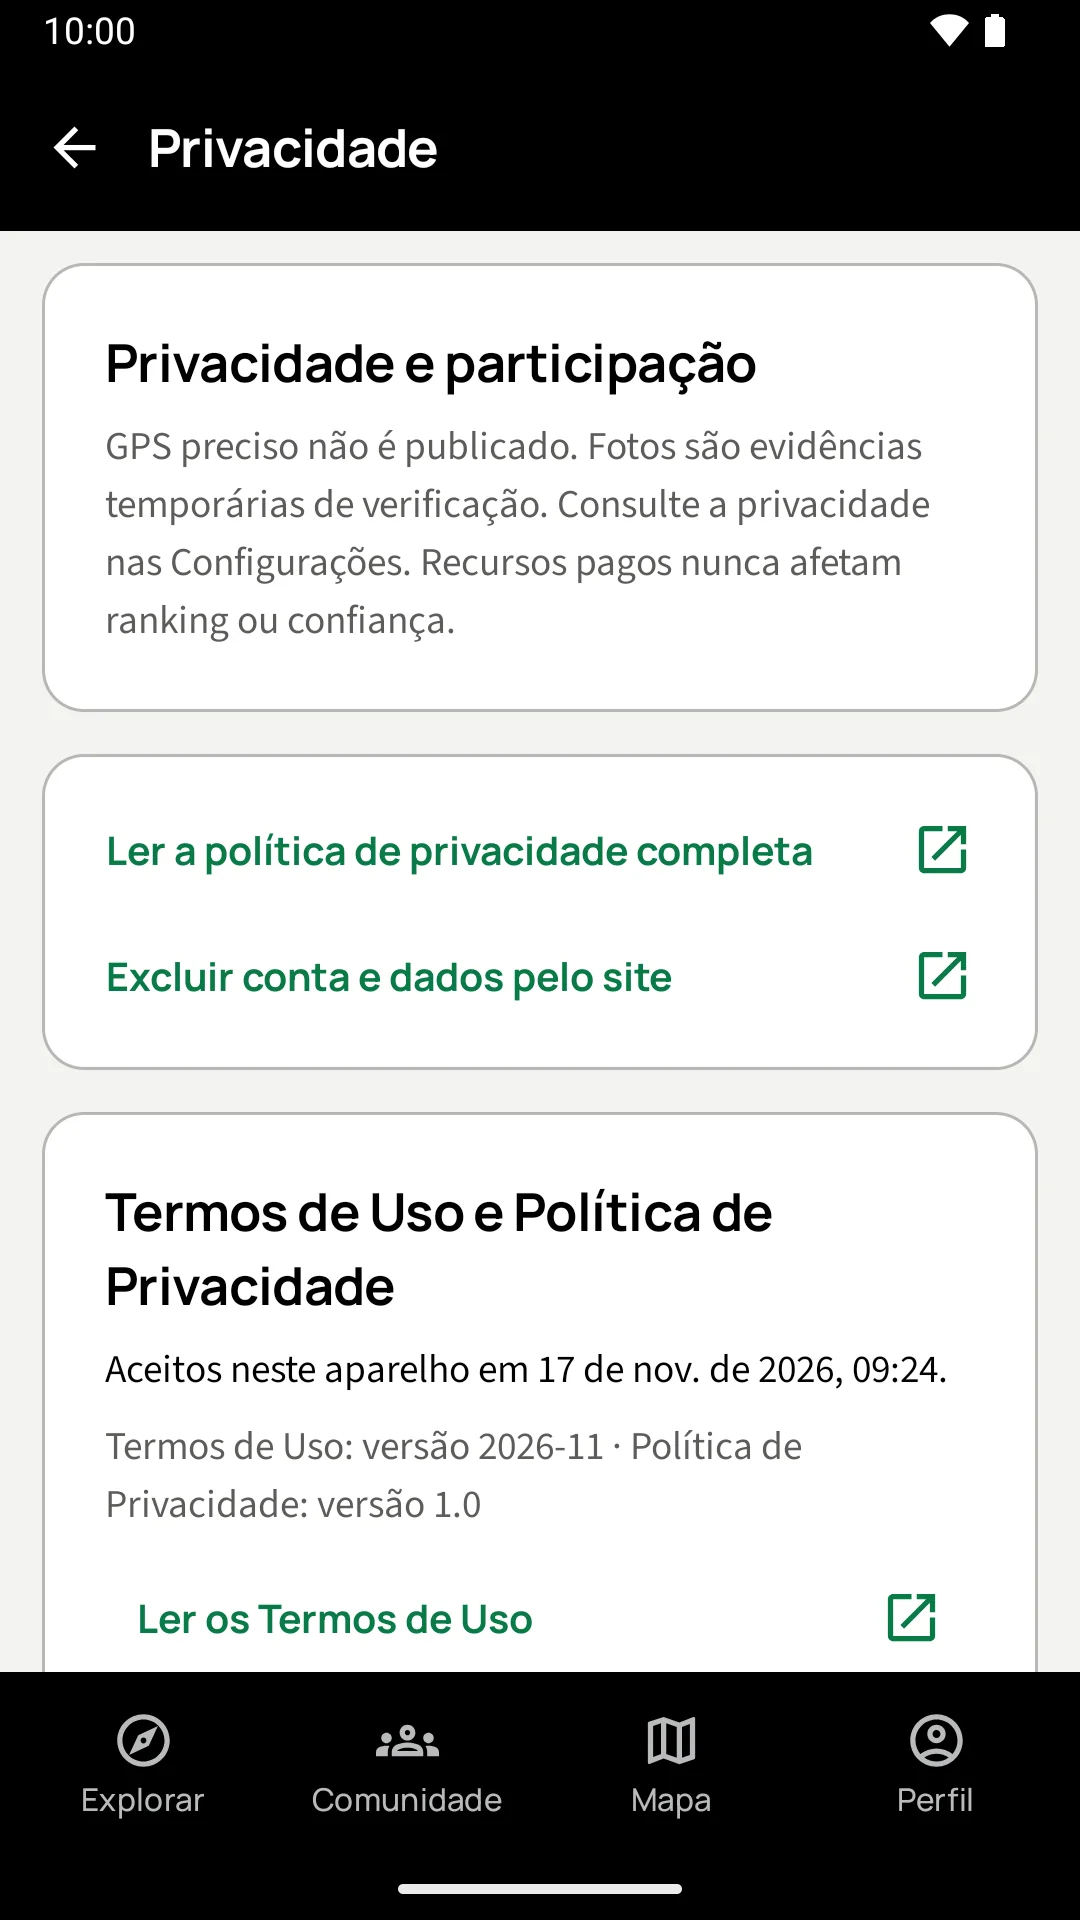 10:00
Privacidade
Privacidade e participação
GPS preciso não é publicado. Fotos são evidências
temporárias de verificação. Consulte a privacidade
nas Configurações. Recursos pagos nunca afetam
ranking ou confiança.
Ler a política de privacidade completa
Excluir conta e dados pelo site
Termos de Uso e Política de
Privacidade
Aceitos neste aparelho em 17 de nov. de 2026, 09:24.
Termos de Uso: versão 2026-11 · Política de
Privacidade: versão 1.0
Ler os Termos de Uso
Explorar
Comunidade
Mapa
Perfil